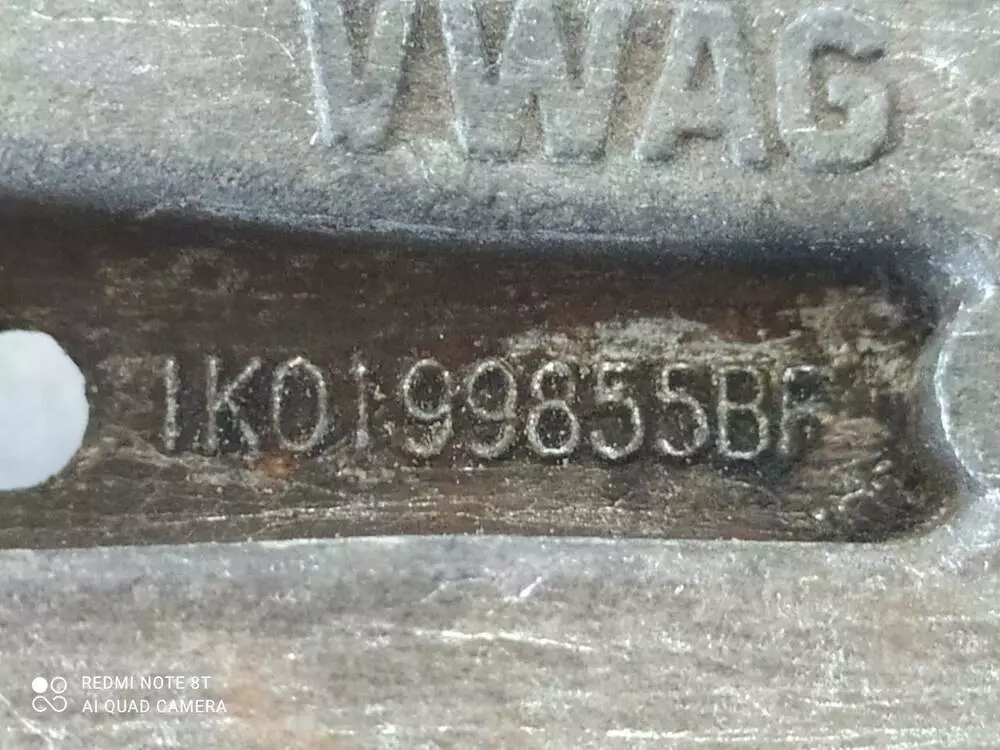 VWAG
1K0199855BF
REDMI NOTE 8T
AI QUAD CAMERA